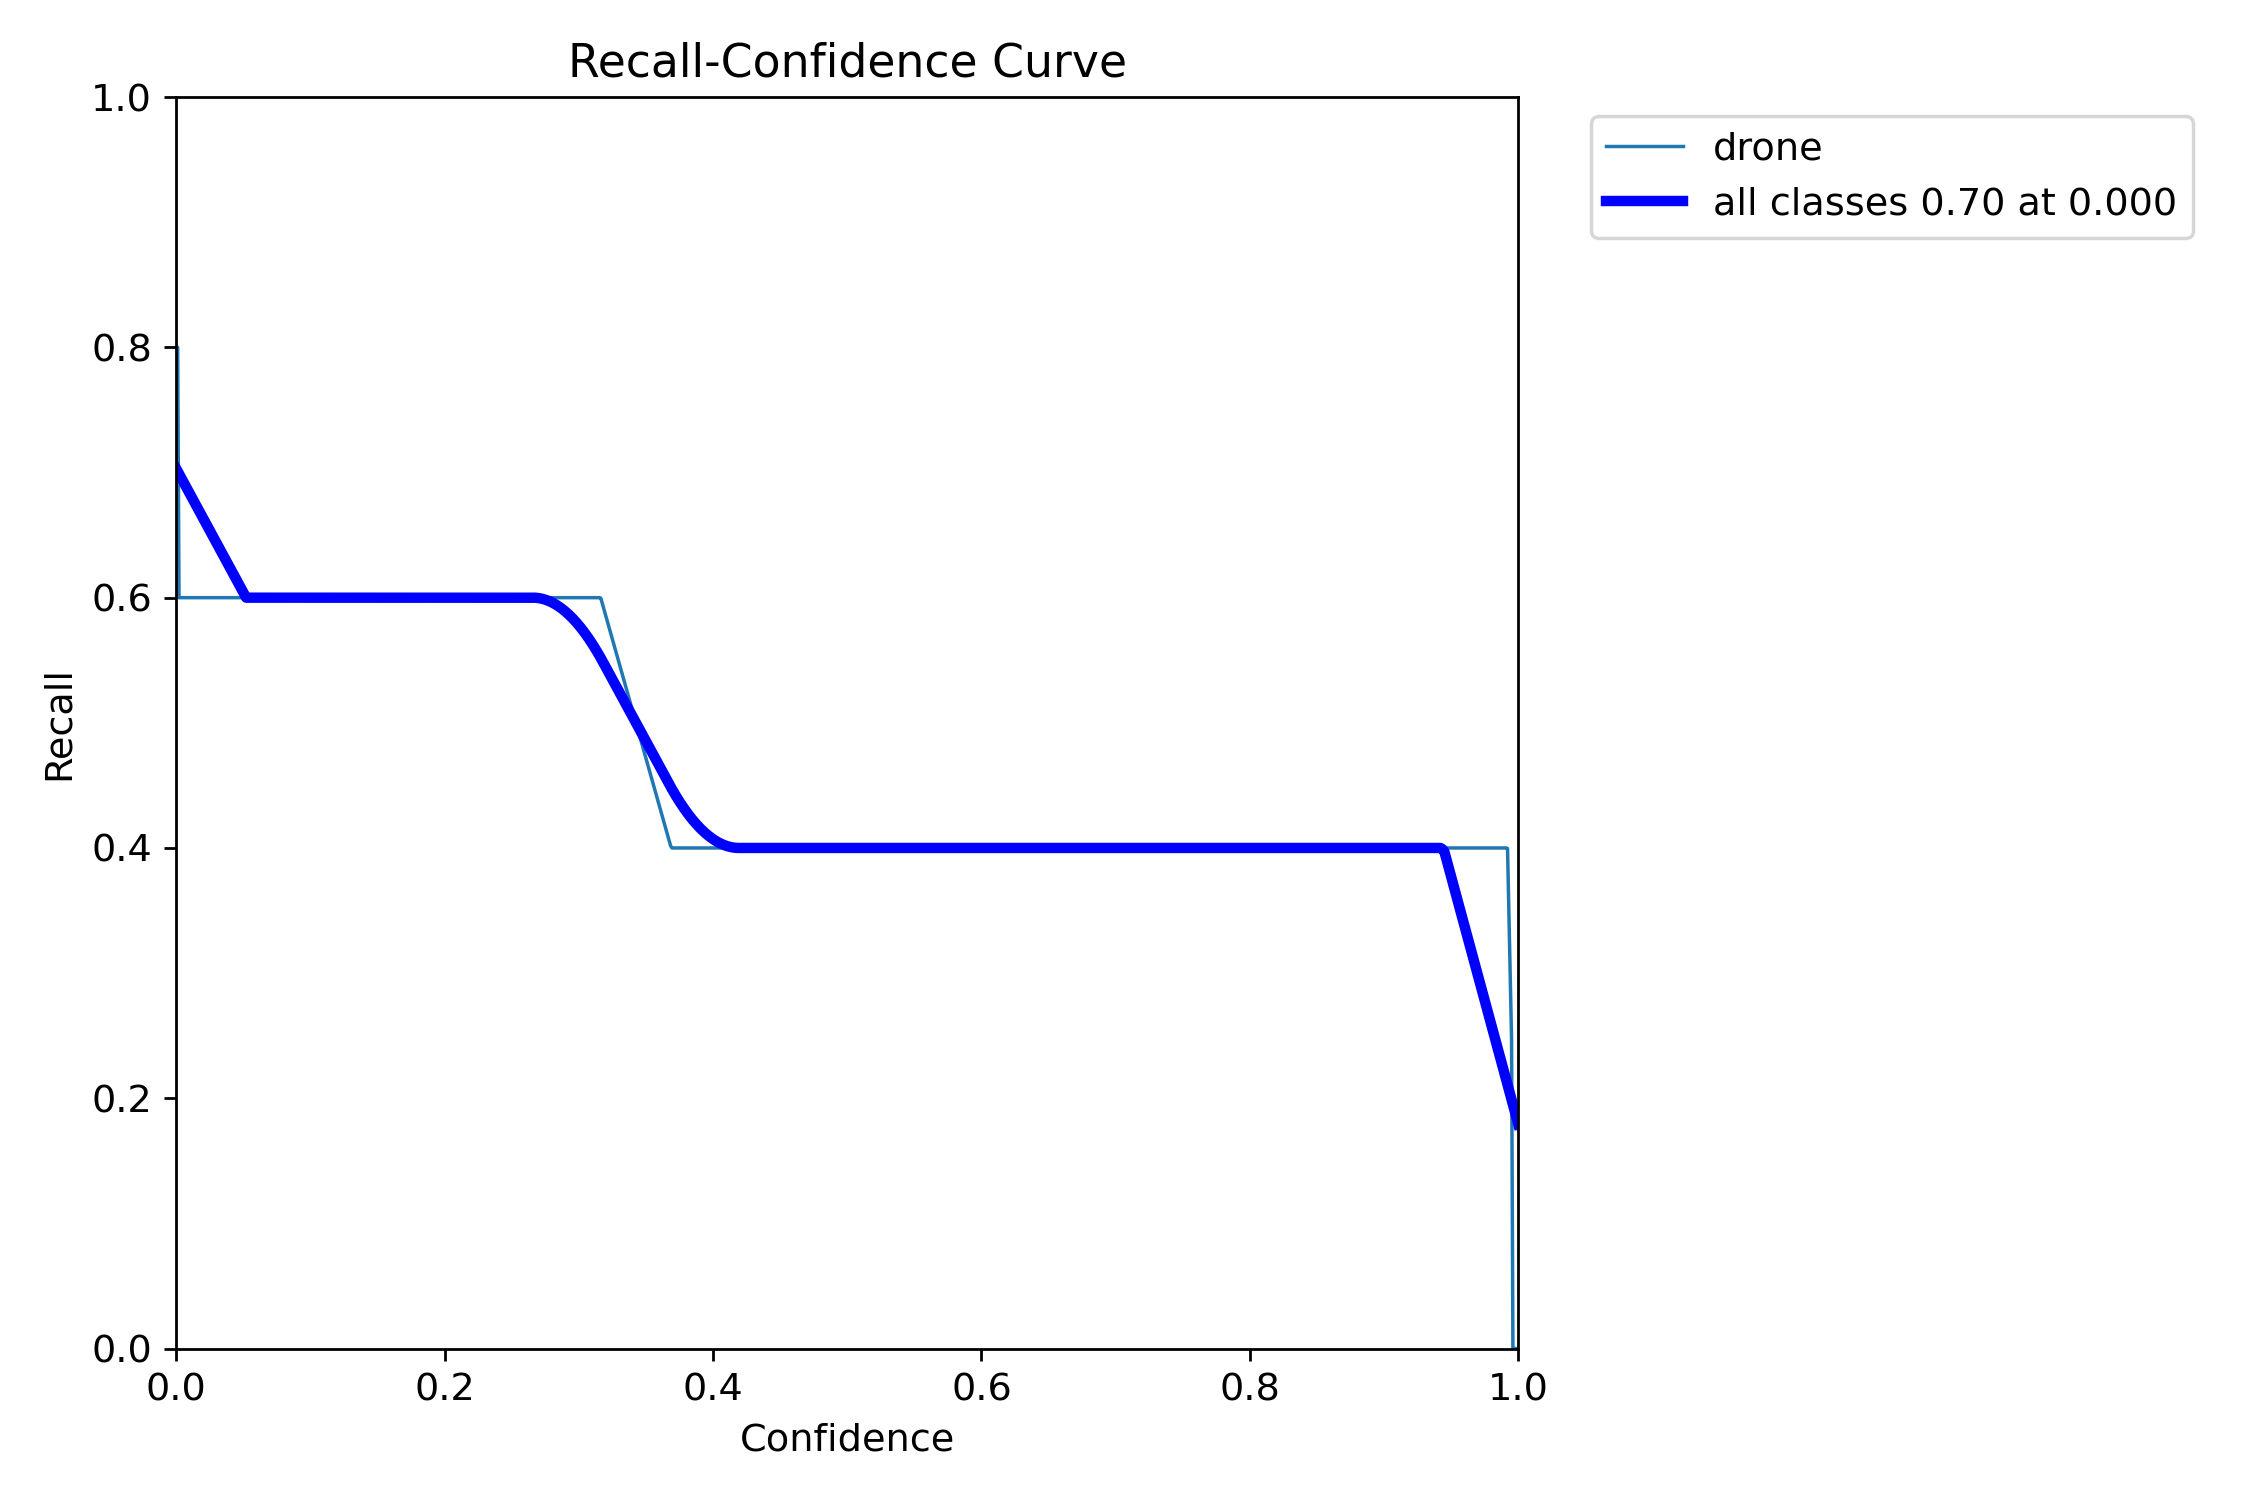 Recall-Confidence Curve
1.0
0.8
0.6
0.4
0.2
0.0
Recall
0.0 0.2 0.4 0.6 0.8 1.0
Confidence
drone
all classes 0.70 at 0.000